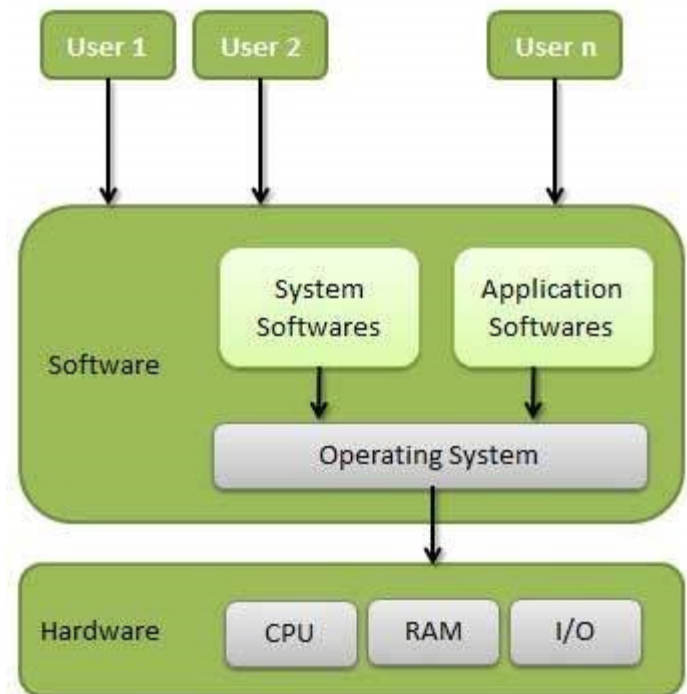 User 1
User 2
User n
System
Softwares
Application
Softwares
Software
Operating System
Hardware
CPU
RAM
I/O